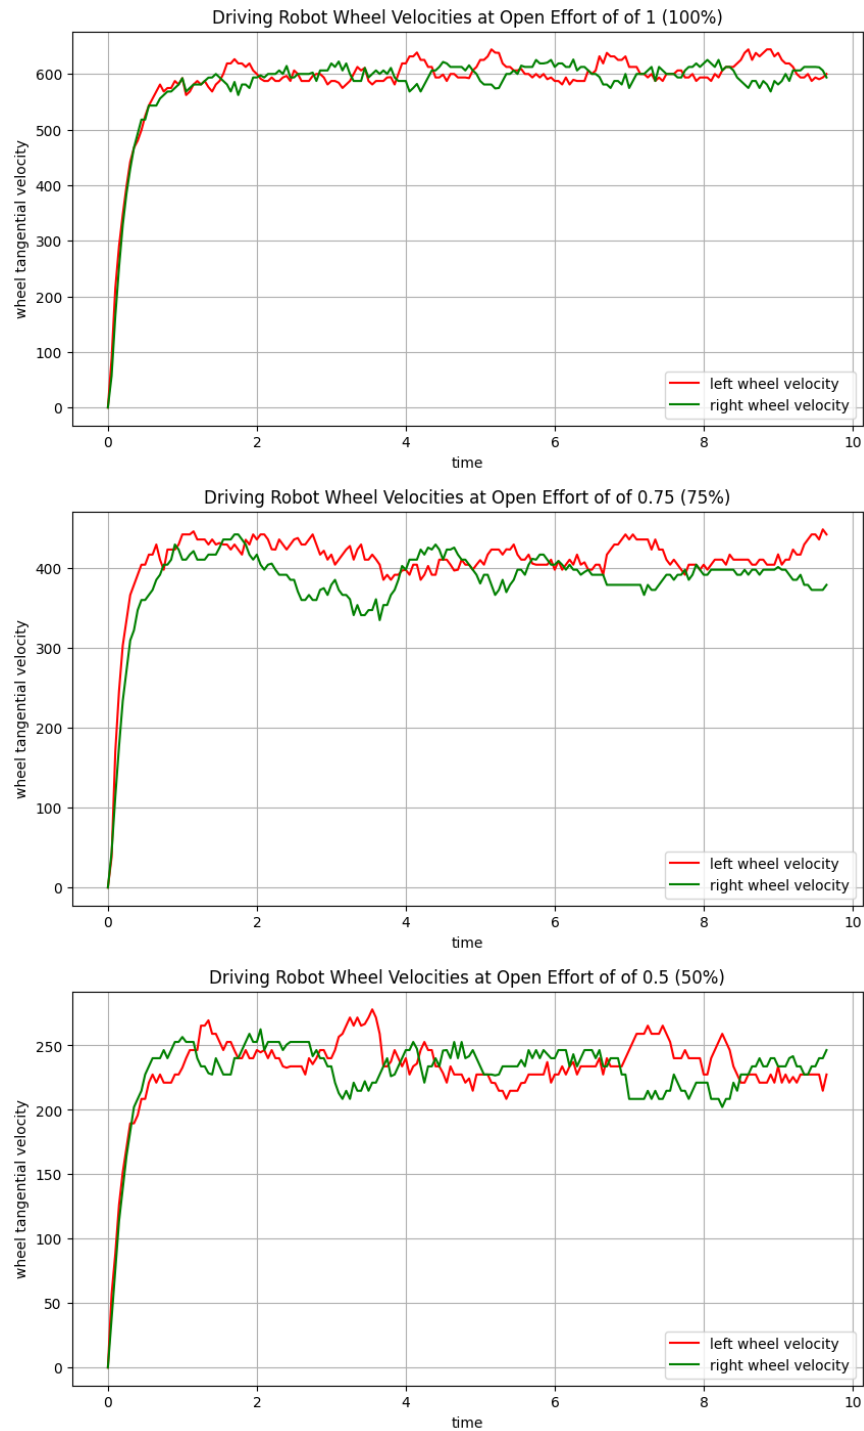 Driving Robot Wheel Velocities at Open Effort of of 1 (100%)
600
500
400
300
200
100
0
wheel tangential velocity
left wheel velocity
right wheel velocity
0 2 4 6 8 10
time
Driving Robot Wheel Velocities at Open Effort of of 0.75 (75%)
400
300
200
100
0
wheel tangential velocity
left wheel velocity
right wheel velocity
0 2 4 6 8 10
time
Driving Robot Wheel Velocities at Open Effort of of 0.5 (50%)
250
200
150
100
50
0
wheel tangential velocity
left wheel velocity
right wheel velocity
0 2 4 6 8 10
time